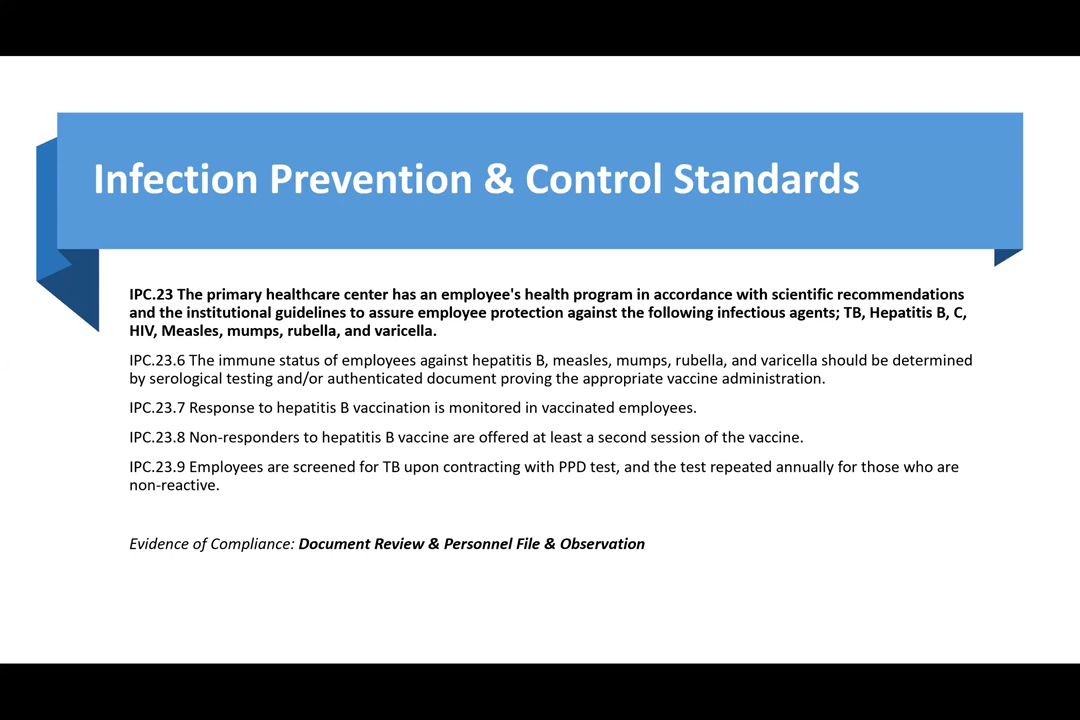 Infection Prevention & Control Standards
IPC.23 The primary healthcare center has an employee's health program in accordance with scientific recommendations
and the institutional guidelines to assure employee protection against the following infectious agents; TB, Hepatitis B, C,
HIV, Measles, mumps, rubella, and varicella.
IPC.23.6 The immune status of employees against hepatitis B, measles, mumps, rubella, and varicella should be determined
by serological testing and/or authenticated document proving the appropriate vaccine administration.
IPC.23.7 Response to hepatitis B vaccination is monitored in vaccinated employees.
IPC.23.8 Non-responders to hepatitis B vaccine are offered at least a second session of the vaccine.
IPC.23.9 Employees are screened for TB upon contracting with PPD test, and the test repeated annually for those who are
non-reactive.
Evidence of Compliance: Document Review & Personnel File & Observation